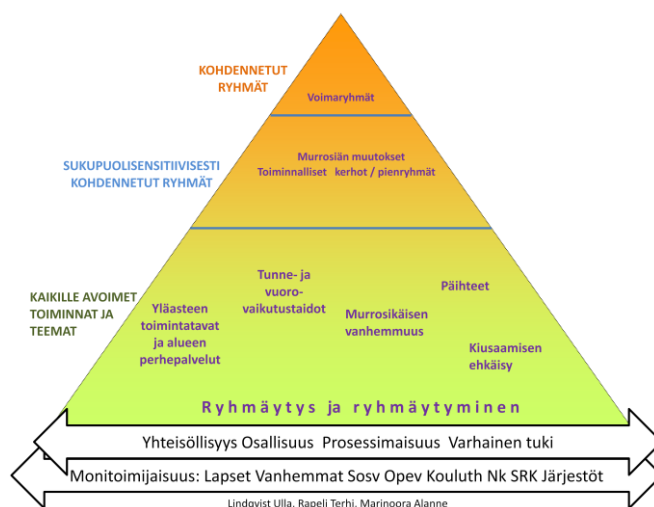 KOHDENNETUT
RYHMÄT
Voimaryhmät
SUKUPUOLISENSITIIVISESTI
KOHDENNETUT RYHMÄT
Murrosiän muutokset
Toiminnalliset kerhot / pienryhmät
KAIKILLE AVOIMET
TOIMINNAT JA
TEEMAT
Yläasteen
toimintatavat
ja alueen
perhepalvelut
Tunne- ja
vuoro-
vaikutustaidot
Murrosikäisen
vanhemmuus
Päihteet
Kiusaamisen
ehkäisy
Ryhmäytys ja ryhmäytyminen
Yhteisöllisyys Osallisuus Prosessimaisuus Varhainen tuki
Monitoimijaisuus: Lapset Vanhemmat Sosv Opev Kouluth Nk SRK Järjestöt
Lindqvist Ulla, Rapeli Terhi, Marinoora Alanne